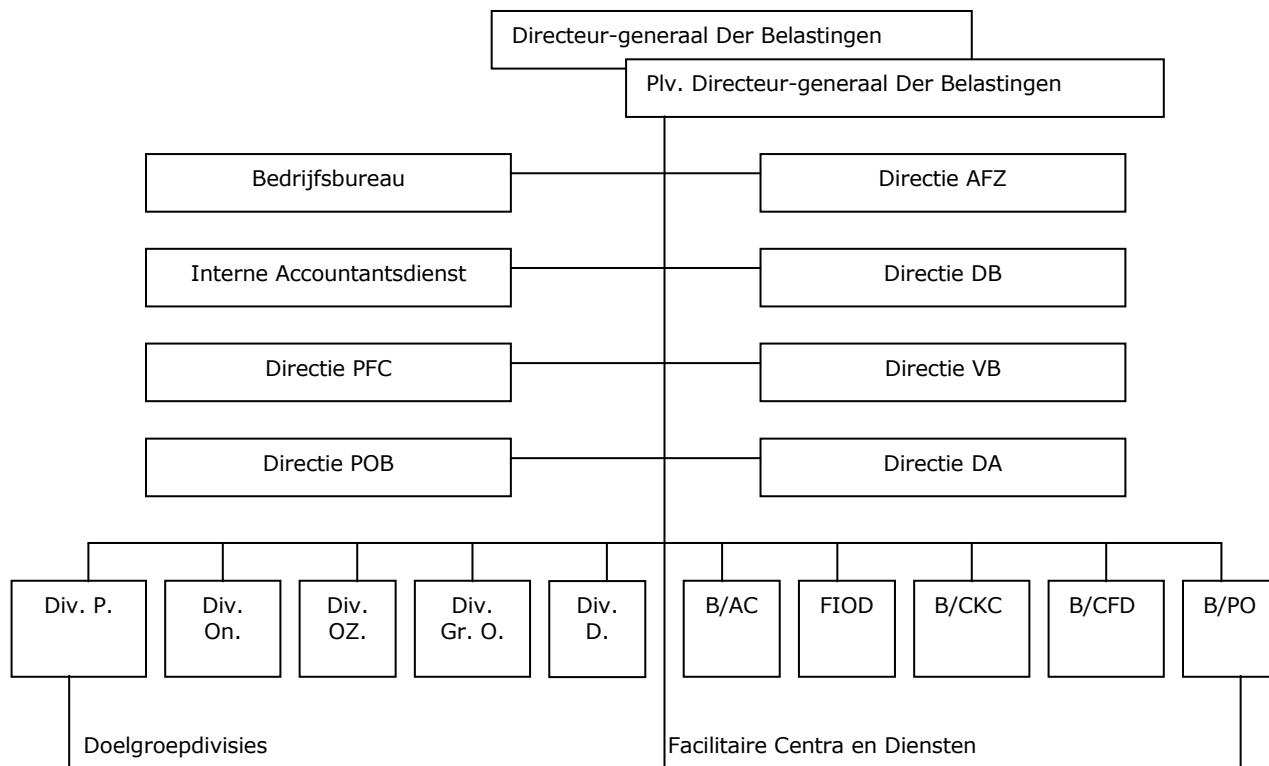 Directeur-generaal Der Belastingen
Plv. Directeur-generaal Der Belastingen
Bedrijfsbureau
Directie AFZ
Interne Accountantsdienst
Directie DB
Directie PFC
Directie VB
Directie POB
Directie DA
Div. P.
Div.
On.
Div.
OZ.
Div.
Gr. O.
Div.
D.
B/AC
FIOD
B/CKC
B/CFD
B/PO
Doelgroepdivisies
Facilitaire Centra en Diensten